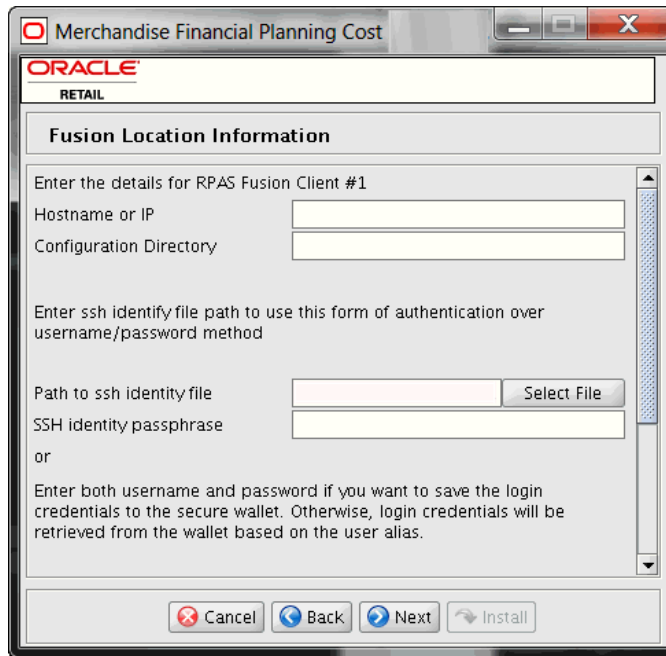 Merchandise Financial Planning Cost
ORACLE
RETAIL
Fusion Location Information
Enter the details for RPAS Fusion Client #1
Hostname or IP
Configuration Directory
Enter ssh identify file path to use this form of authentication over
username/password method
Path to ssh identity file
Select File
SSH identity passphrase
or
Enter both username and password if you want to save the login
credentials to the secure wallet. Otherwise, login credentials will be
retrieved from the wallet based on the user alias.
Cancel Back Next Install